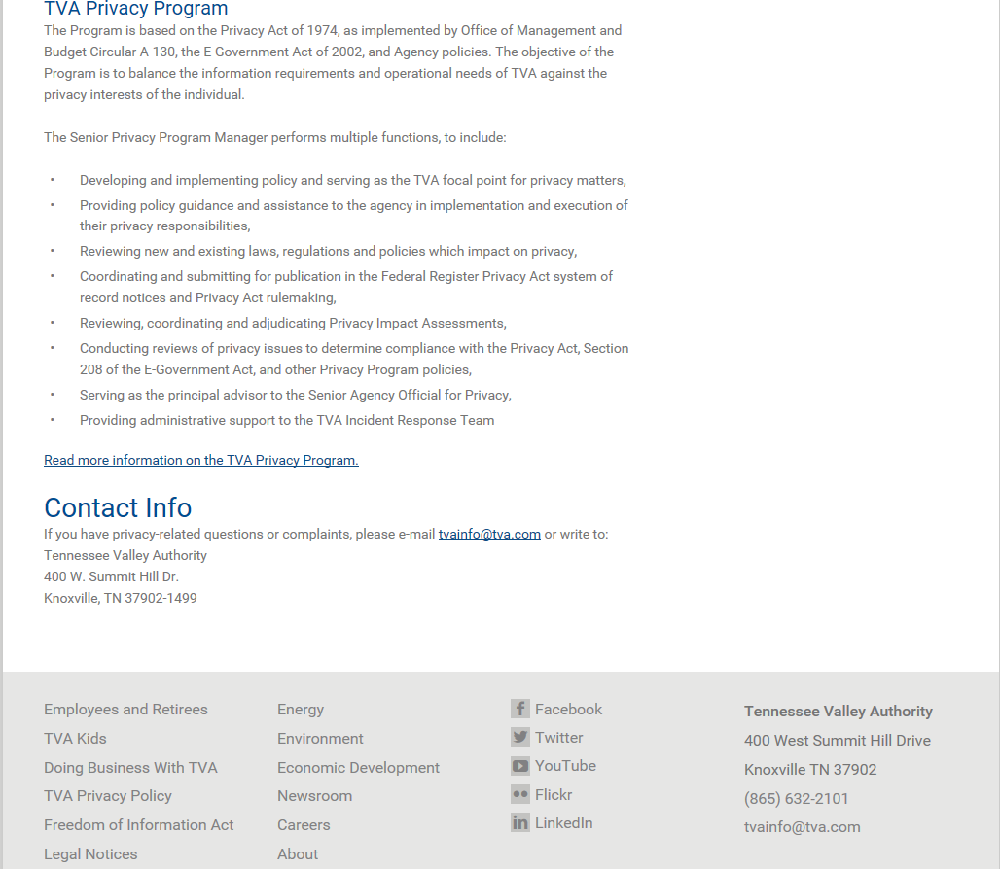 TVA Privacy Program
The Program is based on the Privacy Act of 1974, as implemented by Office of Management and
Budget Circular A-130, the E-Government Act of 2002, and Agency policies. The objective of the
Program is to balance the information requirements and operational needs of TVA against the
privacy interests of the individual.
The Senior Privacy Program Manager performs multiple functions, to include:
• Developing and implementing policy and serving as the TVA focal point for privacy matters,
• Providing policy guidance and assistance to the agency in implementation and execution of
their privacy responsibilities,
• Reviewing new and existing laws, regulations and policies which impact on privacy,
• Coordinating and submitting for publication in the Federal Register Privacy Act system of
record notices and Privacy Act rulemaking,
• Reviewing, coordinating and adjudicating Privacy Impact Assessments,
• Conducting reviews of privacy issues to determine compliance with the Privacy Act, Section
208 of the E-Government Act, and other Privacy Program policies,
• Serving as the principal advisor to the Senior Agency Official for Privacy,
• Providing administrative support to the TVA Incident Response Team
Read more information on the TVA Privacy Program.
Contact Info
If you have privacy-related questions or complaints, please e-mail tvainfo@tva.com or write to:
Tennessee Valley Authority
400 W. Summit Hill Dr.
Knoxville, TN 37902-1499
Employees and Retirees
TVA Kids
Doing Business With TVA
TVA Privacy Policy
Freedom of Information Act
Legal Notices
Energy
Environment
Economic Development
Newsroom
Careers
About
Facebook
Twitter
YouTube
Flickr
LinkedIn
Tennessee Valley Authority
400 West Summit Hill Drive
Knoxville TN 37902
(865) 632-2101
tvainfo@tva.com